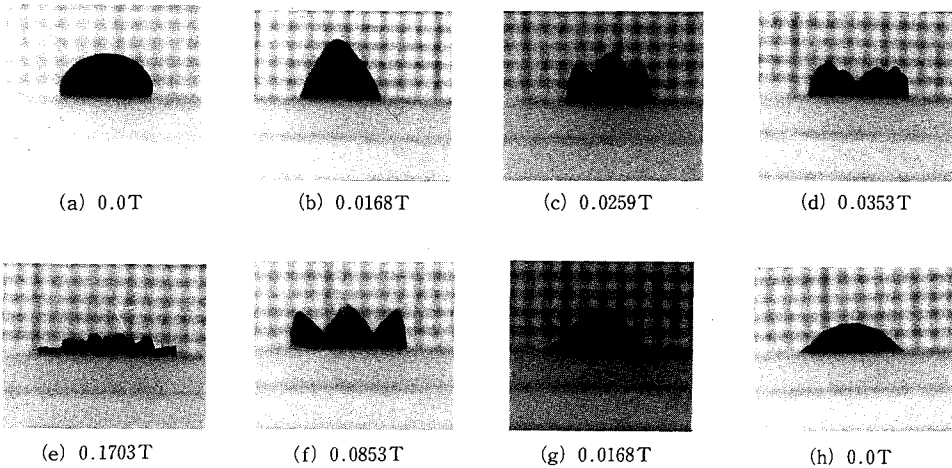 (a) 0.0T
(b) 0.0168T
(c) 0.0259T
(d) 0.0353T
(e) 0.1703T
(f) 0.0853T
(g) 0.0168T
(h) 0.0T